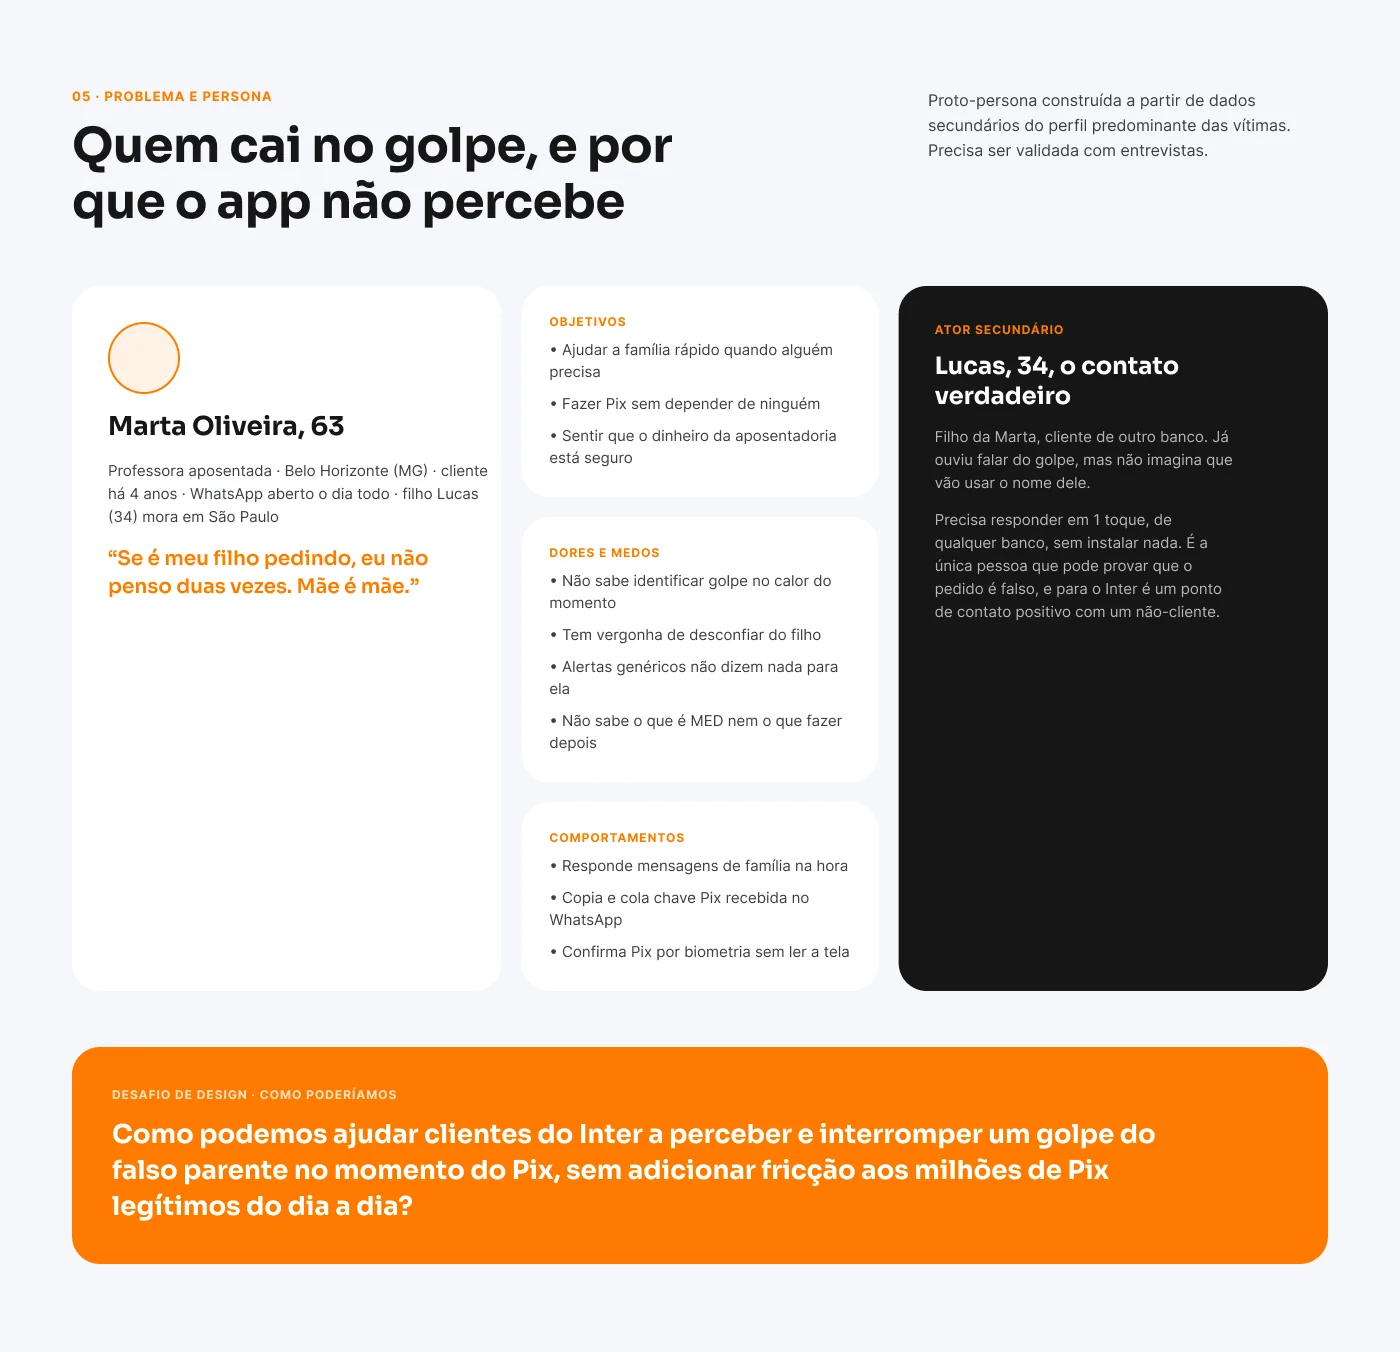 05 · PROBLEMA E PERSONA
Quem cai no golpe, e por
que o app não percebe
Proto-persona construída a partir de dados
secundários do perfil predominante das vítimas.
Precisa ser validada com entrevistas.
Marta Oliveira, 63
Professora aposentada · Belo Horizonte (MG) · cliente
há 4 anos · WhatsApp aberto o dia todo · filho Lucas
(34) mora em São Paulo
“Se é meu filho pedindo, eu não
penso duas vezes. Mãe é mãe.”
OBJETIVOS
• Ajudar a família rápido quando alguém
precisa
• Fazer Pix sem depender de ninguém
• Sentir que o dinheiro da aposentadoria
está seguro
DORES E MEDOS
• Não sabe identificar golpe no calor do
momento
• Tem vergonha de desconfiar do filho
• Alertas genéricos não dizem nada para
ela
• Não sabe o que é MED nem o que fazer
depois
COMPORTAMENTOS
• Responde mensagens de família na hora
• Copia e cola chave Pix recebida no
WhatsApp
• Confirma Pix por biometria sem ler a tela
ATOR SECUNDÁRIO
Lucas, 34, o contato
verdadeiro
Filho da Marta, cliente de outro banco. Já
ouviu falar do golpe, mas não imagina que
vão usar o nome dele.
Precisa responder em 1 toque, de
qualquer banco, sem instalar nada. É a
única pessoa que pode provar que o
pedido é falso, e para o Inter é um ponto
de contato positivo com um não-cliente.
DESAFIO DE DESIGN · COMO PODERÍAMOS
Como podemos ajudar clientes do Inter a perceber e interromper um golpe do
falso parente no momento do Pix, sem adicionar fricção aos milhões de Pix
legítimos do dia a dia?